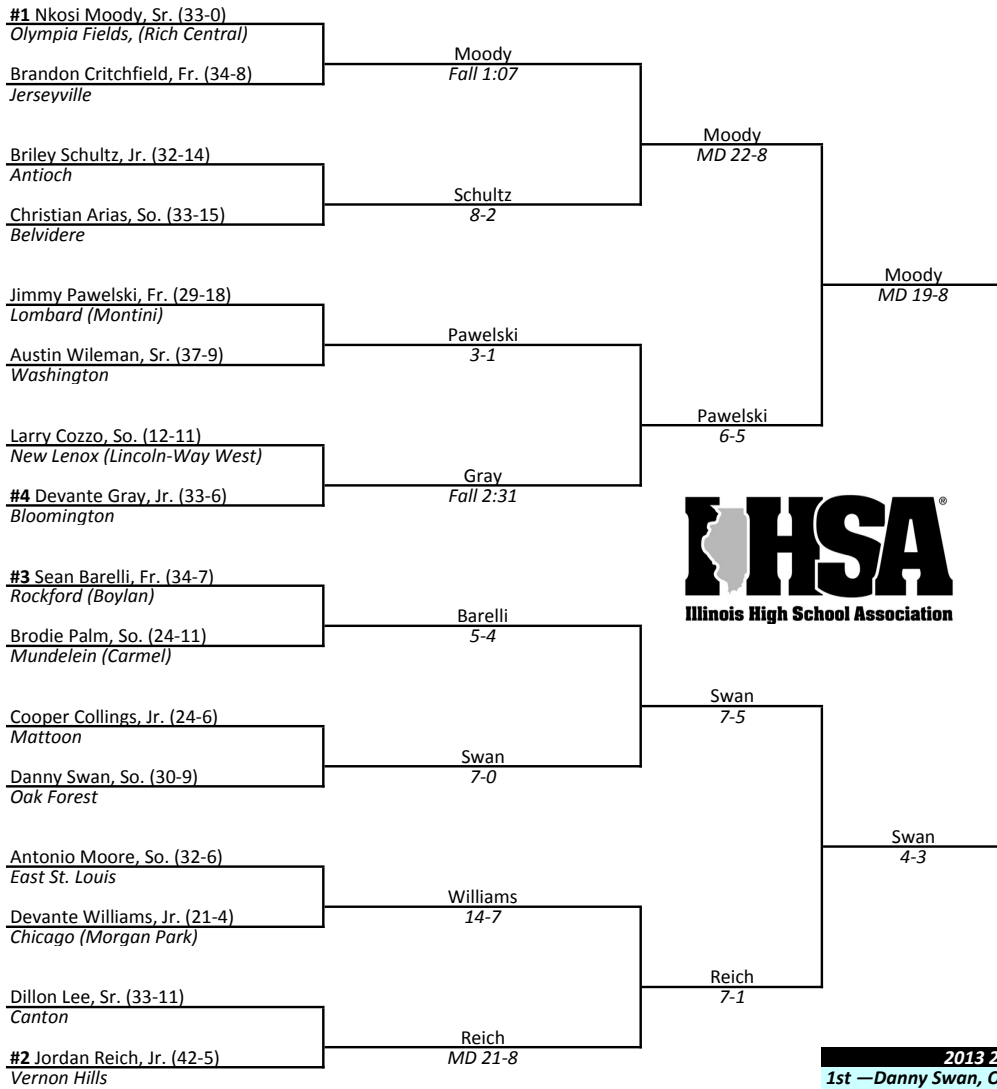 #1 Nkosi Moody, Sr. (33-0)
Olympia Fields, (Rich Central)
Moody
Fall 1:07
Brandon Critchfield, Fr. (34-8)
Jerseyville
Moody
MD 22-8
Briley Schultz, Jr. (32-14)
Antioch
Schultz
8-2
Christian Arias, So. (33-15)
Belvidere
Moody
MD 19-8
Jimmy Pawelski, Fr. (29-18)
Lombard (Montini)
Pawelski
3-1
Austin Wileman, Sr. (37-9)
Washington
Pawelski
6-5
Larry Cozzo, So. (12-11)
New Lenox (Lincoln-Way West)
Gray
Fall 2:31
#4 Devante Gray, Jr. (33-6)
Bloomington
IHSA®
Illinois High School Association
#3 Sean Barelli, Fr. (34-7)
Rockford (Boylan)
Barelli
5-4
Brodie Palm, So. (24-11)
Mundelein (Carmel)
Swan
7-5
Cooper Collings, Jr. (24-6)
Mattoon
Swan
7-0
Danny Swan, So. (30-9)
Oak Forest
Swan
4-3
Antonio Moore, So. (32-6)
East St. Louis
Williams
14-7
Devante Williams, Jr. (21-4)
Chicago (Morgan Park)
Reich
7-1
Dillon Lee, Sr. (33-11)
Canton
Reich
MD 21-8
#2 Jordan Reich, Jr. (42-5)
Vernon Hills
2013 2
1st —Danny Swan, C